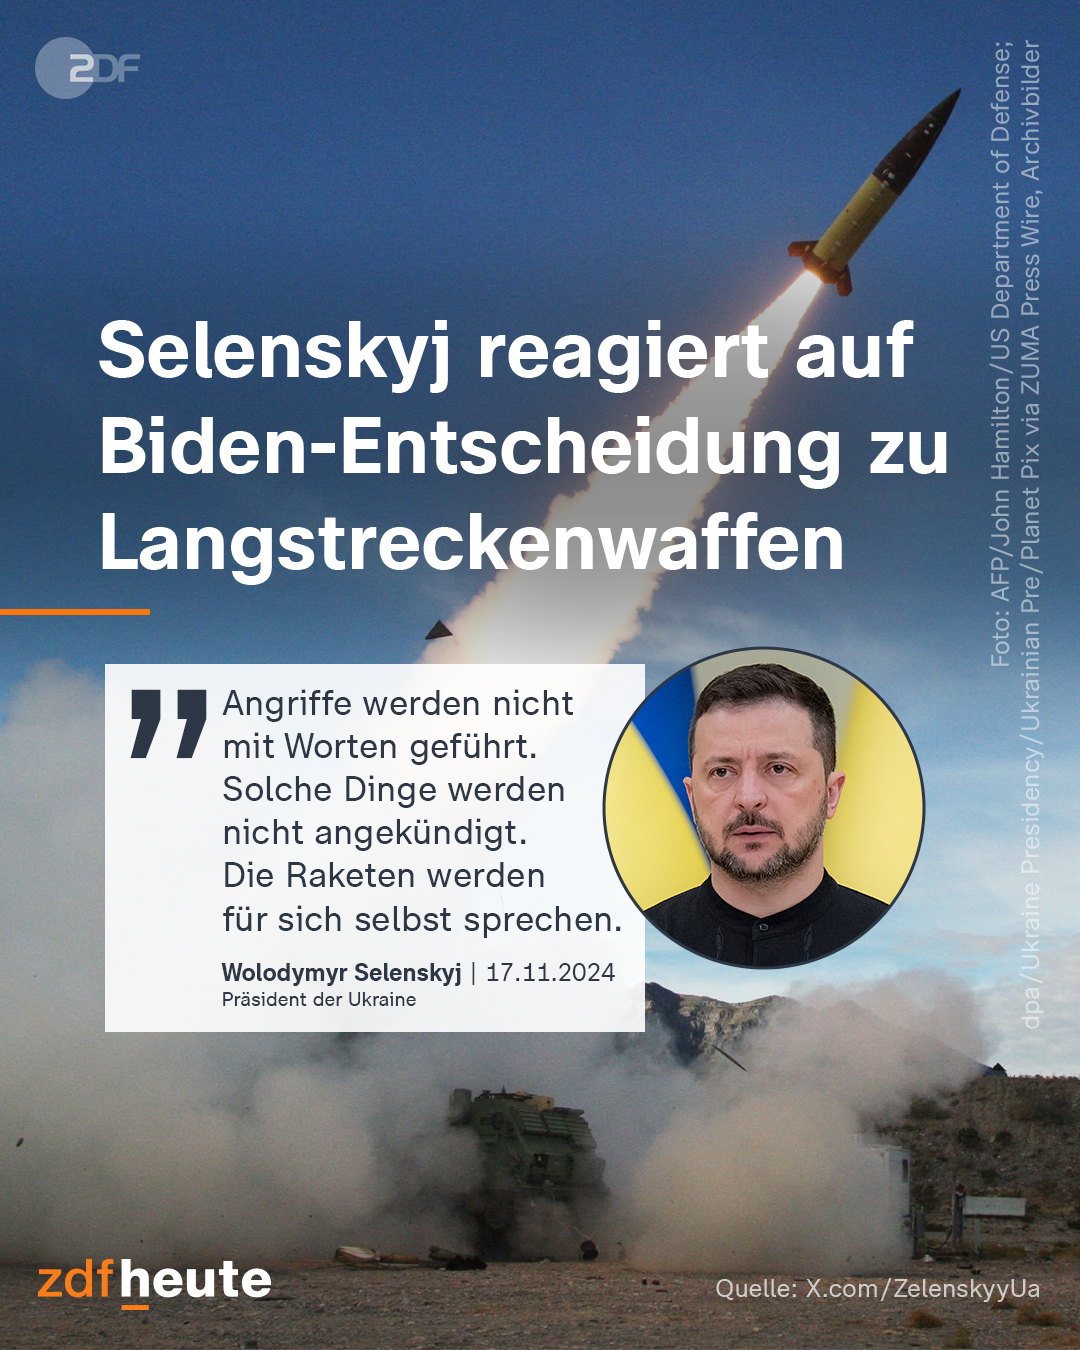 ZDF
Foto: AFP/John Hamilton/US Department of Defense;
dpa/Ukraine Presidency/Ukrainian Pre/Planet Pix via ZUMA Press Wire, Archivbilder
Selenskyj reagiert auf
Biden-Entscheidung zu
Langstreckenwaffen
Angriffe werden nicht
mit Worten geführt.
Solche Dinge werden
nicht angekündigt.
Die Raketen werden
für sich selbst sprechen.
Wolodymyr Selenskyj | 17.11.2024
Präsident der Ukraine
zdfheute
Quelle: X.com/ZelenskyyUa